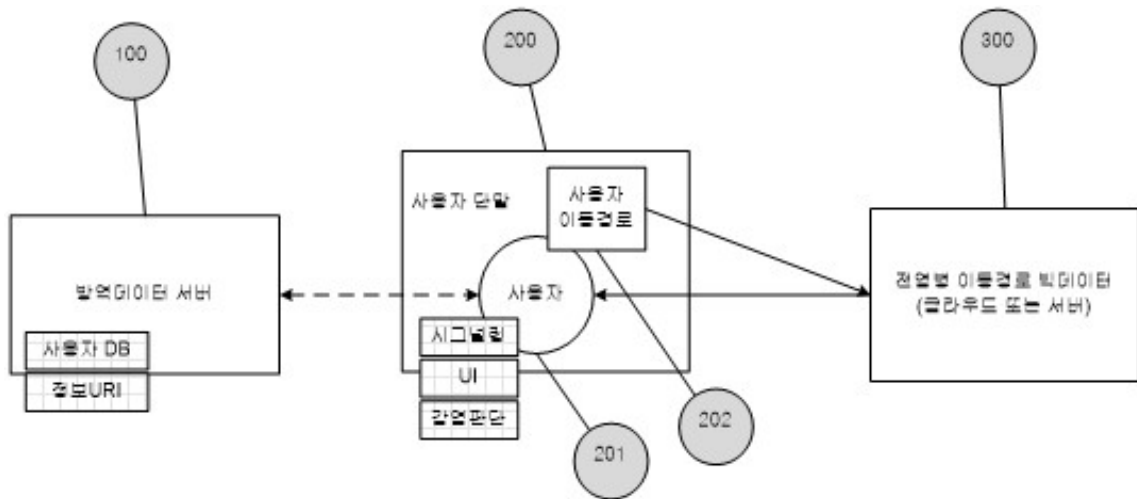 100
200
300
사용자 단말
사용자
이동경로
방역데이터 서버
사용자
전염병 이동경로 빅데이터
(클라우드 또는 서버)
시그널링
사용자 DB
UI
정보URI
감염판단
202
201